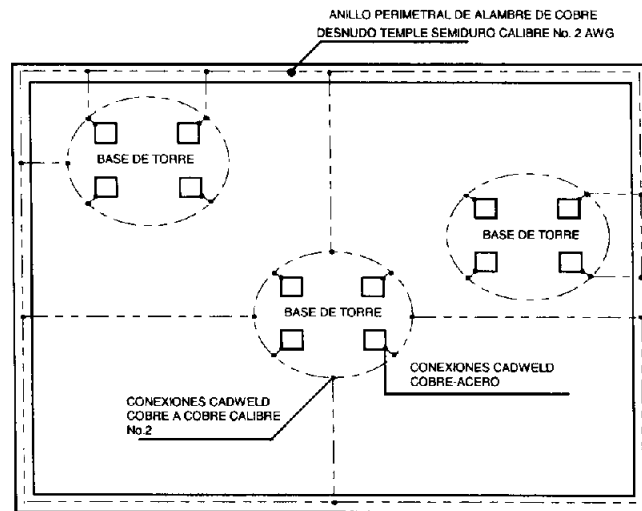 ANILLO PERIMETRAL DE ALAMBRE DE COBRE
DESNUDO TEMPLE SEMIDURO CALIBRE No. 2 AWG
BASE DE TORRE
BASE DE TORRE
BASE DE TORRE
CONEXIONES CADWELD
COBRE-ACERO
CONEXIONES CADWELD
COBRE A COBRE CALIBRE
No.2